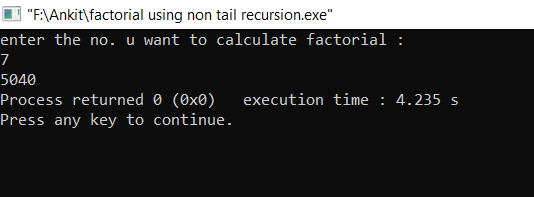 "F:\Ankit\factorial using non tail recursion.exe"
enter the no. u want to calculate factorial :
7
5040
Process returned 0 (0x0)   execution time : 4.235 s
Press any key to continue.